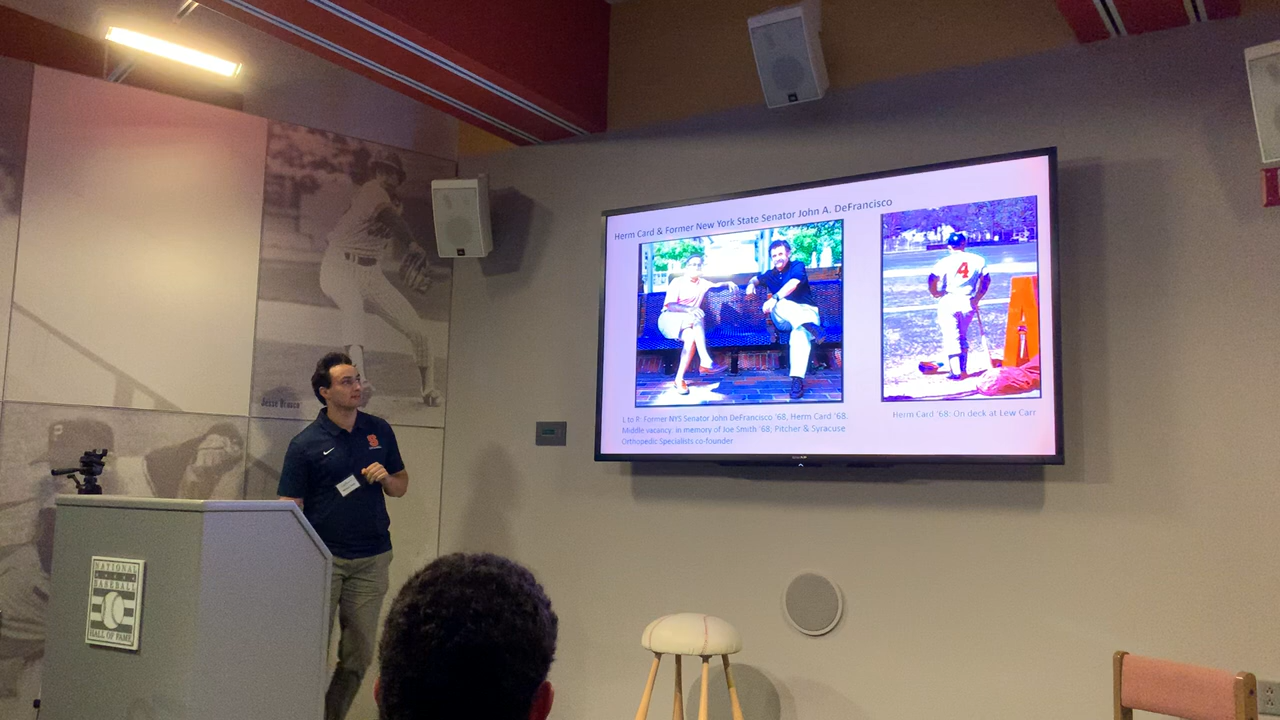 Herm Card & Former New York State Senator John A. DeFrancisco
4
A
L to R: Former NYS Senator John DeFrancisco '68, Herm Card '68.
Middle vacancy: in memory of Joe Smith '68; Pitcher & Syracuse
Orthopedic Specialists co-founder
Herm Card '68: On deck at Lew Carr
Jesse Orosco
S
NATIONAL
BASEBALL
HALL OF FAME